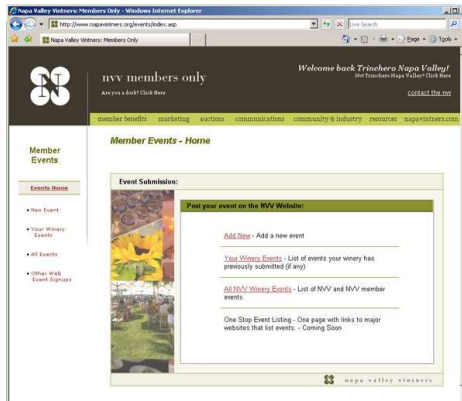 Napa Valley Vintners: Members Only - Windows Internet Explorer
http://www.napavintners.org/events/index.asp
Live Search
Napa Valley Vintners: Members Only
Page
Tools
nvv members only
Welcome back Trinchero Napa Valley!
Not Trinchero Napa Valley? Click Here
contact the nvv
member benefits marketing auctions communications community & industry resources napavintners.com
Member
Events
Events Home
New Event
Your Winery
Events
All Events
Other Web
Event Signups
Member Events - Home
Event Submission:
Post your event on the NVV Website:
Add New - Add a new event
Your Winery Events - List of events your winery has
previously submitted (if any)
All NVV Winery Events - List of NVV and NVV member
events
One Stop Event Listing - One page with links to major
websites that list events. - Coming Soon
napa valley vintners